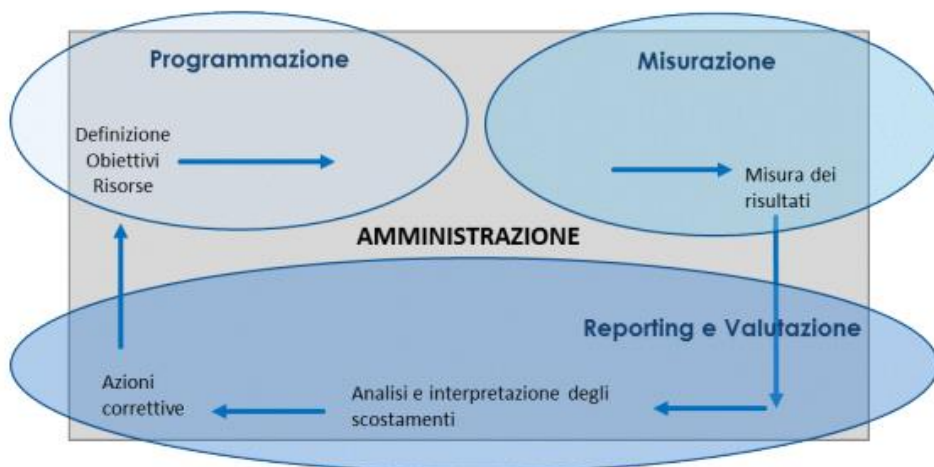 Programmazione
Misurazione
Definizione
Obiettivi
Risorse
Misura dei
risultati
AMMINISTRAZIONE
Reporting e Valutazione
Azioni
correttive
Analisi e interpretazione degli
scostamenti